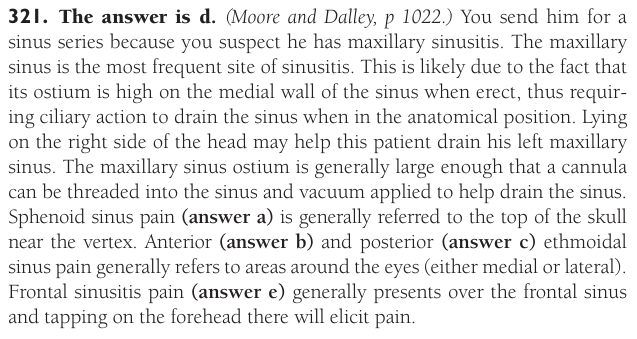 321. The answer is d. (Moore and Dalley, p 1022.) You send him for a
sinus series because you suspect he has maxillary sinusitis. The maxillary
sinus is the most frequent site of sinusitis. This is likely due to the fact that
its ostium is high on the medial wall of the sinus when erect, thus requir-
ing ciliary action to drain the sinus when in the anatomical position. Lying
on the right side of the head may help this patient drain his left maxillary
sinus. The maxillary sinus ostium is generally large enough that a cannula
can be threaded into the sinus and vacuum applied to help drain the sinus.
Sphenoid sinus pain (answer a) is generally referred to the top of the skull
near the vertex. Anterior (answer b) and posterior (answer c) ethmoidal
sinus pain generally refers to areas around the eyes (either medial or lateral).
Frontal sinusitis pain (answer e) generally presents over the frontal sinus
and tapping on the forehead there will elicit pain.